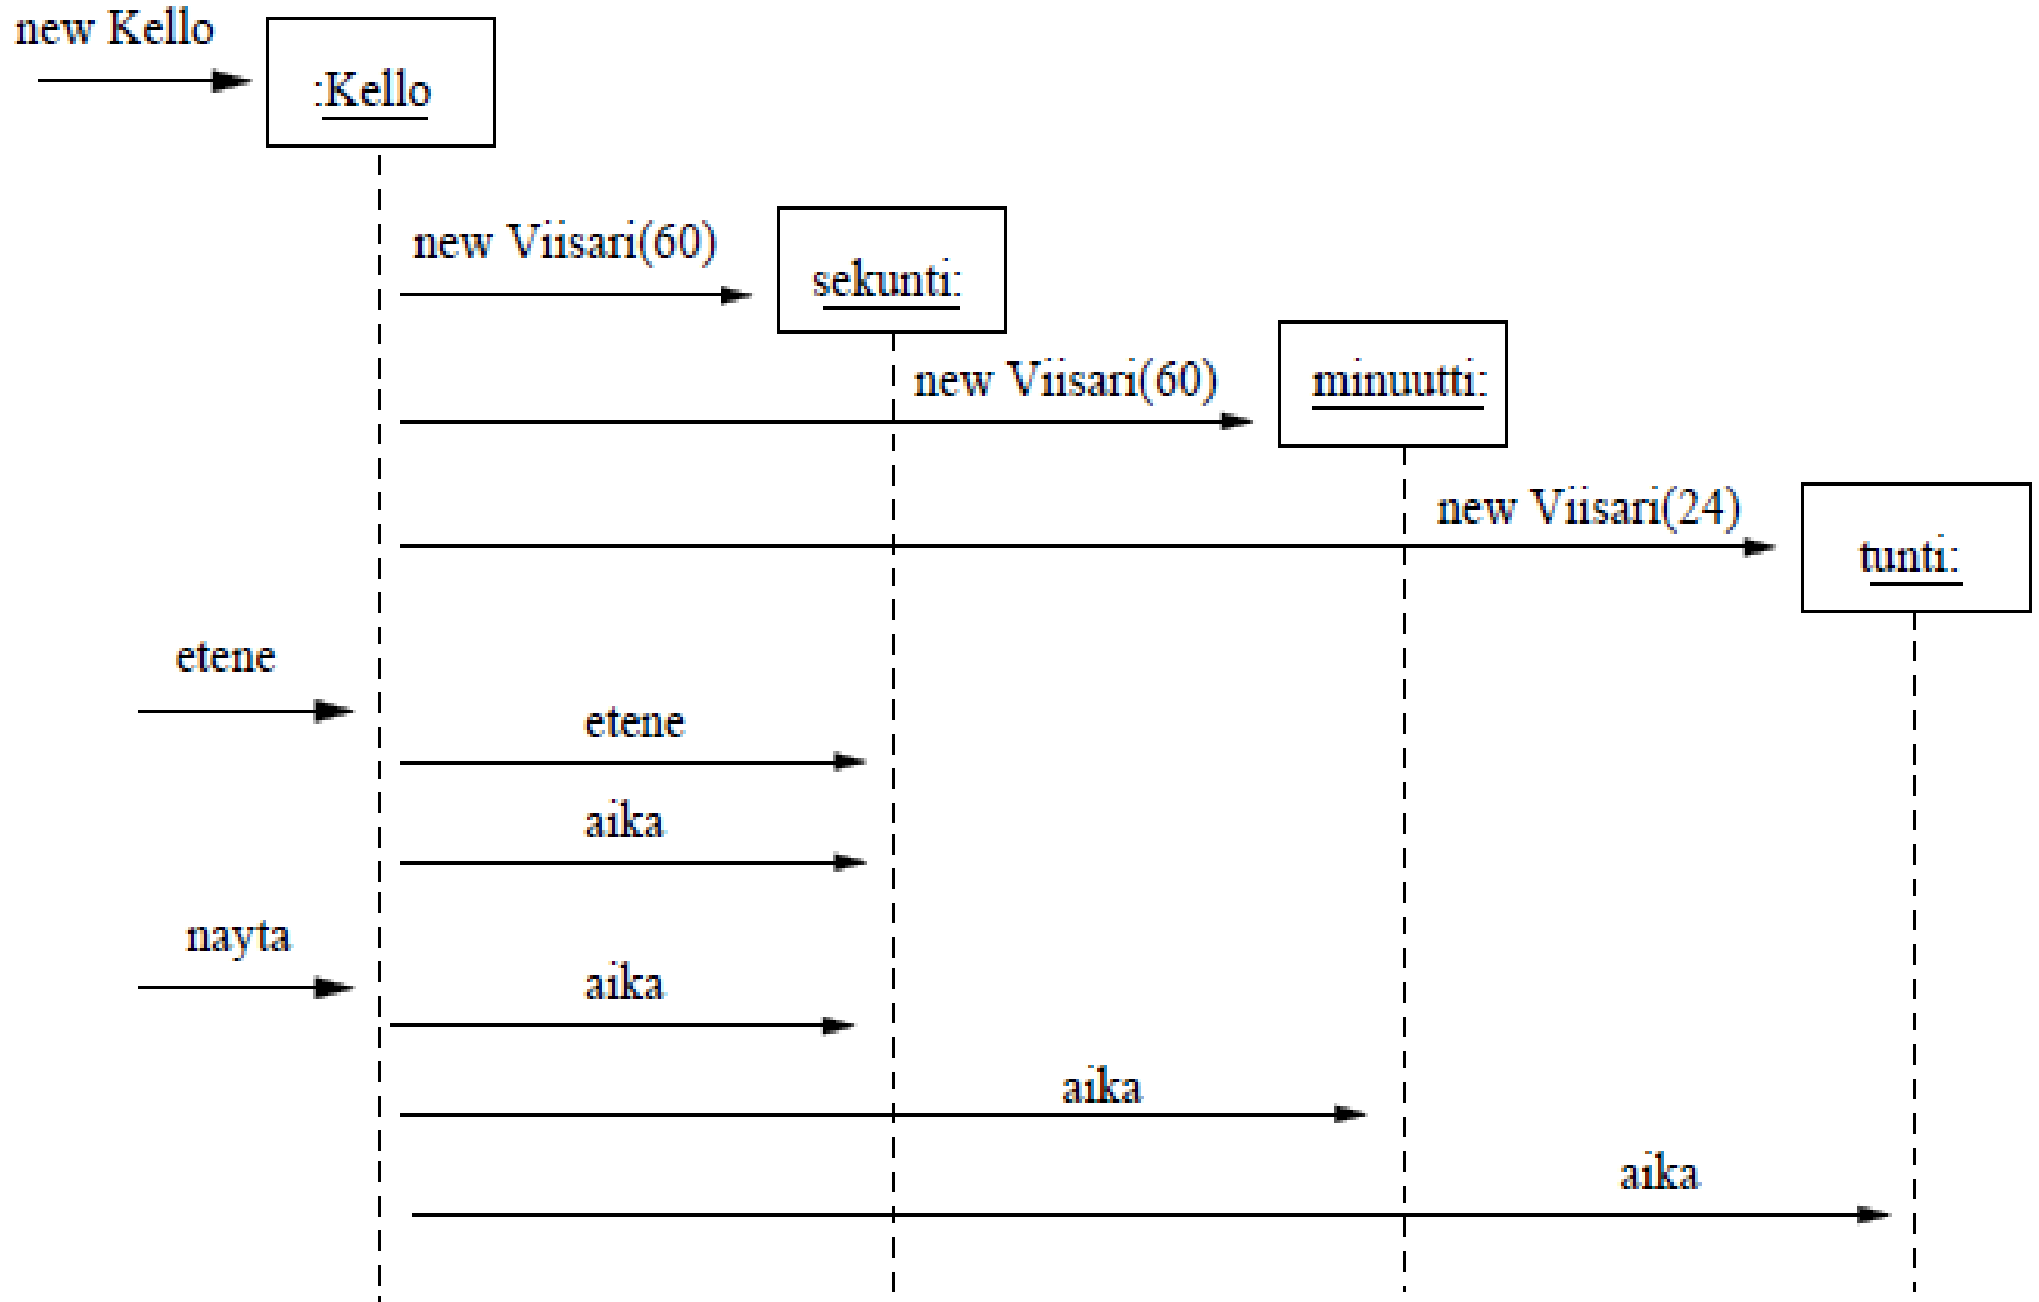 new Kello
:Kello
new Viisari(60)
sekunti:
new Viisari(60)
minuutti:
new Viisari(24)
tunti:
etene
etene
aika
nayta
aika
aika
aika